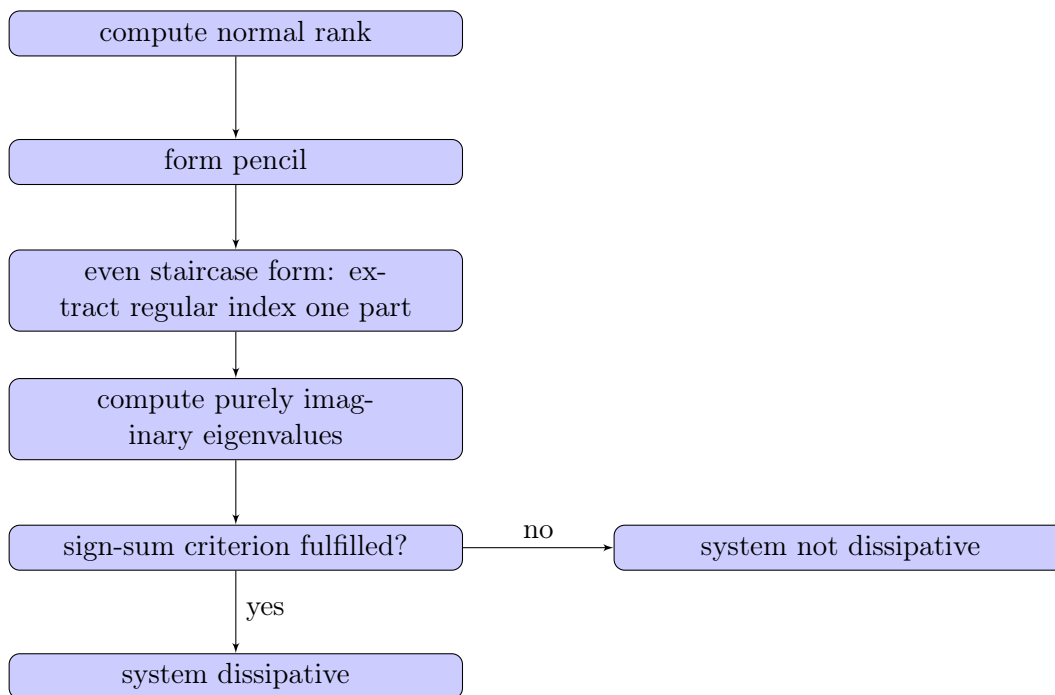 compute normal rank
form pencil
even staircase form: ex-
tract regular index one part
compute purely imag-
inary eigenvalues
sign-sum criterion fulfilled?
no
system not dissipative
yes
system dissipative